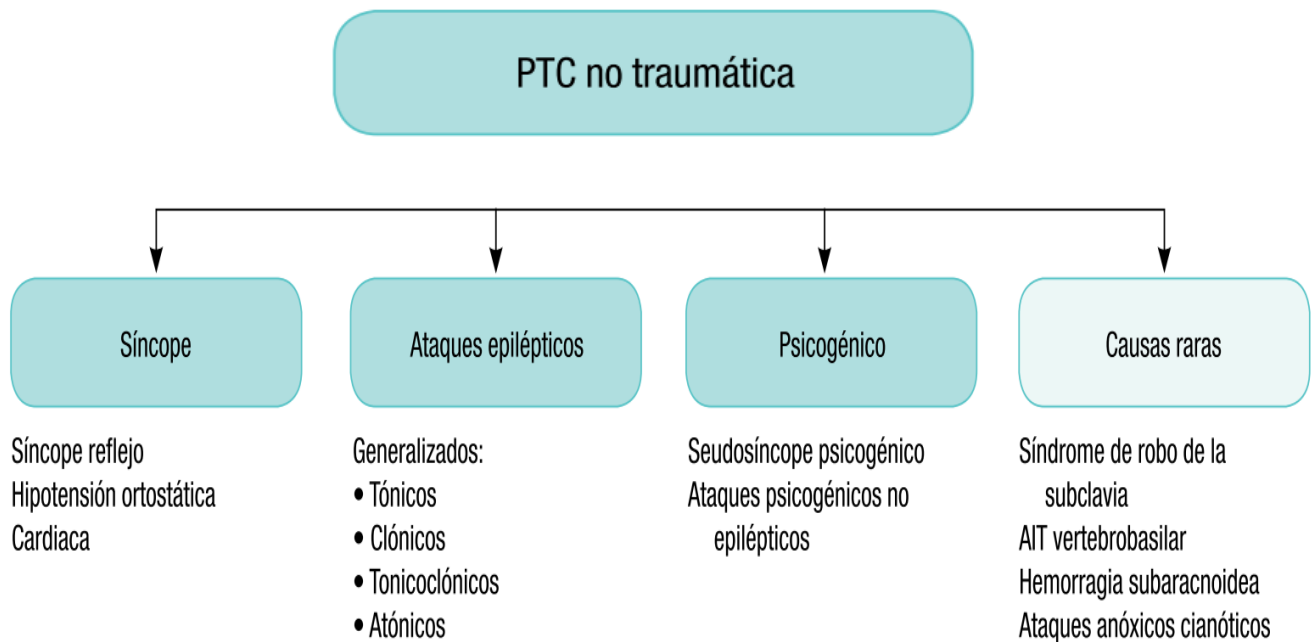 PTC no traumática
Síncope
Síncope reflejo
Hipotensión ortostática
Cardiaca
Ataques epilépticos
Generalizados:
• Tónicos
• Clónicos
• Tonicoclónicos
• Atónicos
Psicogénico
Seudosíncope psicogénico
Ataques psicogénicos no
epilépticos
Causas raras
Síndrome de robo de la
subclavia
AIT vertebrobasilar
Hemorragia subaracnoidea
Ataques anóxicos cianóticos